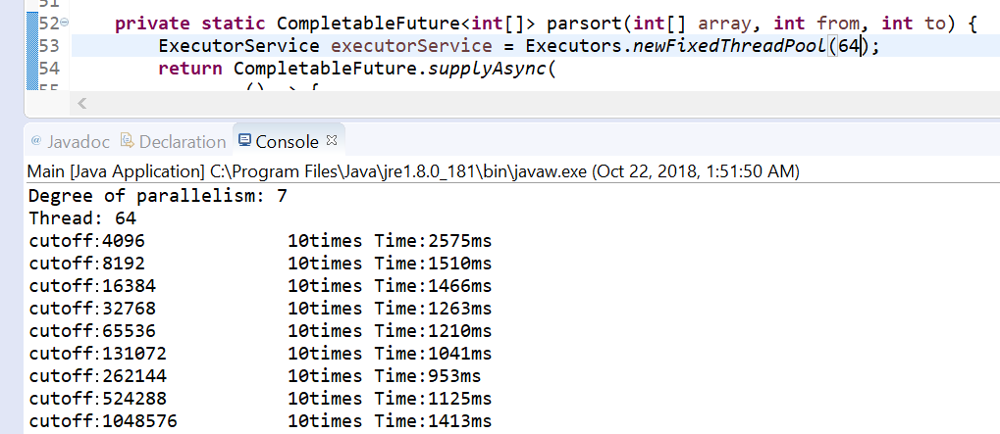 51
52 private static CompletableFuture<int[]> parsort(int[] array, int from, int to) {
53 ExecutorService executorService = Executors.newFixedThreadPool(64);
54 return CompletableFuture.supplyAsync(
55 () -> {
@ Javadoc Declaration Console
Main [Java Application] C:\Program Files\Java\jre1.8.0_181\bin\javaw.exe (Oct 22, 2018, 1:51:50 AM)
Degree of parallelism: 7
Thread: 64
cutoff:4096 10times Time:2575ms
cutoff:8192 10times Time:1510ms
cutoff:16384 10times Time:1466ms
cutoff:32768 10times Time:1263ms
cutoff:65536 10times Time:1210ms
cutoff:131072 10times Time:1041ms
cutoff:262144 10times Time:953ms
cutoff:524288 10times Time:1125ms
cutoff:1048576 10times Time:1413ms